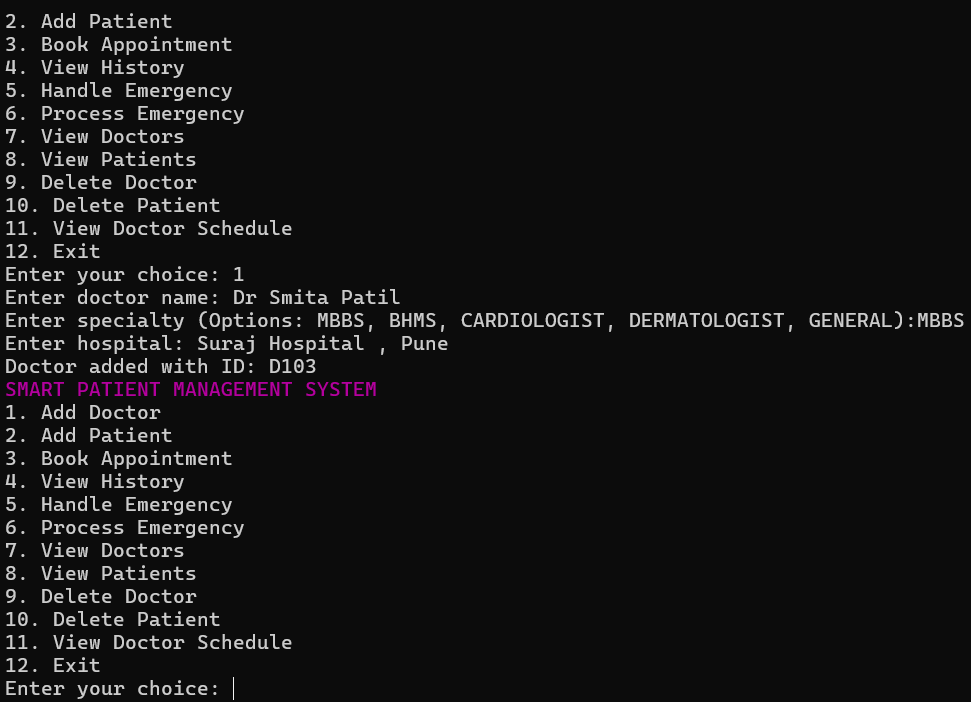 2. Add Patient
3. Book Appointment
4. View History
5. Handle Emergency
6. Process Emergency
7. View Doctors
8. View Patients
9. Delete Doctor
10. Delete Patient
11. View Doctor Schedule
12. Exit
Enter your choice: 1
Enter doctor name: Dr Smita Patil
Enter specialty (Options: MBBS, BHMS, CARDIOLOGIST, DERMATOLOGIST, GENERAL):MBBS
Enter hospital: Suraj Hospital , Pune
Doctor added with ID: D103
SMART PATIENT MANAGEMENT SYSTEM
1. Add Doctor
2. Add Patient
3. Book Appointment
4. View History
5. Handle Emergency
6. Process Emergency
7. View Doctors
8. View Patients
9. Delete Doctor
10. Delete Patient
11. View Doctor Schedule
12. Exit
Enter your choice: